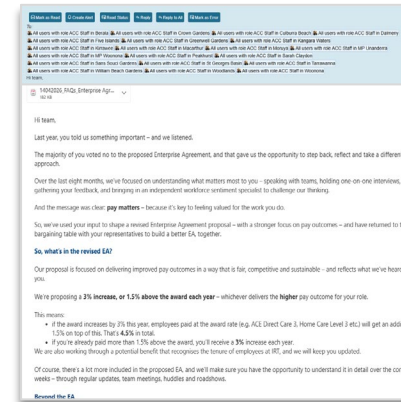 Mark as Read Create Alert Read Status Reply Reply to All Mark as Error
To
All users with role ACC Staff in Berala All users with role ACC Staff in Crown Gardens All users with role ACC Staff in Culburra Beach All users with role ACC Staff in Dalmeny
All users with role ACC Staff in Five Islands All users with role ACC Staff in Greenwell Gardens All users with role ACC Staff in Kangara Waters
All users with role ACC Staff in Kirrawee All users with role ACC Staff in Macarthur All users with role ACC Staff in Moruya All users with role ACC Staff in MP Unanderra
All users with role ACC Staff in MP Woonona All users with role ACC Staff in Peakhurst All users with role ACC Staff in Sarah Claydon
All users with role ACC Staff in Sans Souci Gardens All users with role ACC Staff in St Georges Basin All users with role ACC Staff in Tarrawanna
All users with role ACC Staff in William Beach Gardens All users with role ACC Staff in Woodlands All users with role ACC Staff in Woonona
Hi team,
14042026_FAQs_Enterprise Agr...
162 KB
Hi team,
Last year, you told us something important – and we listened.
The majority of you voted no to the proposed Enterprise Agreement, and that gave us the opportunity to step back, reflect and take a different
approach.
Over the last eight months, we've focused on understanding what matters most to you – speaking with teams, holding one-on-one interviews,
gathering your feedback, and bringing in an independent workforce sentiment specialist to challenge our thinking.
And the message was clear: pay matters – because it's key to feeling valued for the work you do.
So, we've used your input to shape a revised Enterprise Agreement proposal – with a stronger focus on pay outcomes – and have returned to t
bargaining table with your representatives to build a better EA, together.
So, what's in the revised EA?
Our proposal is focused on delivering improved pay outcomes in a way that is fair, competitive and sustainable – and reflects what we've heard
you.
We're proposing a 3% increase, or 1.5% above the award each year – whichever delivers the higher pay outcome for your role.
This means:
• if the award increases by 3% this year, employees paid at the award rate (e.g. ACE Direct Care 3, Home Care Level 3 etc.) will get an addi
1.5% on top of this. That's 4.5% in total.
• if you're already paid more than 1.5% above the award, you'll receive a 3% increase each year.
We are also working through a potential benefit that recognises the tenure of employees at IRT, and we will keep you updated.
Of course, there's a lot more included in the proposed EA, and we'll make sure you have the opportunity to understand it in detail over the con
weeks – through regular updates, team meetings, huddles and roadshows.
Beyond the EA